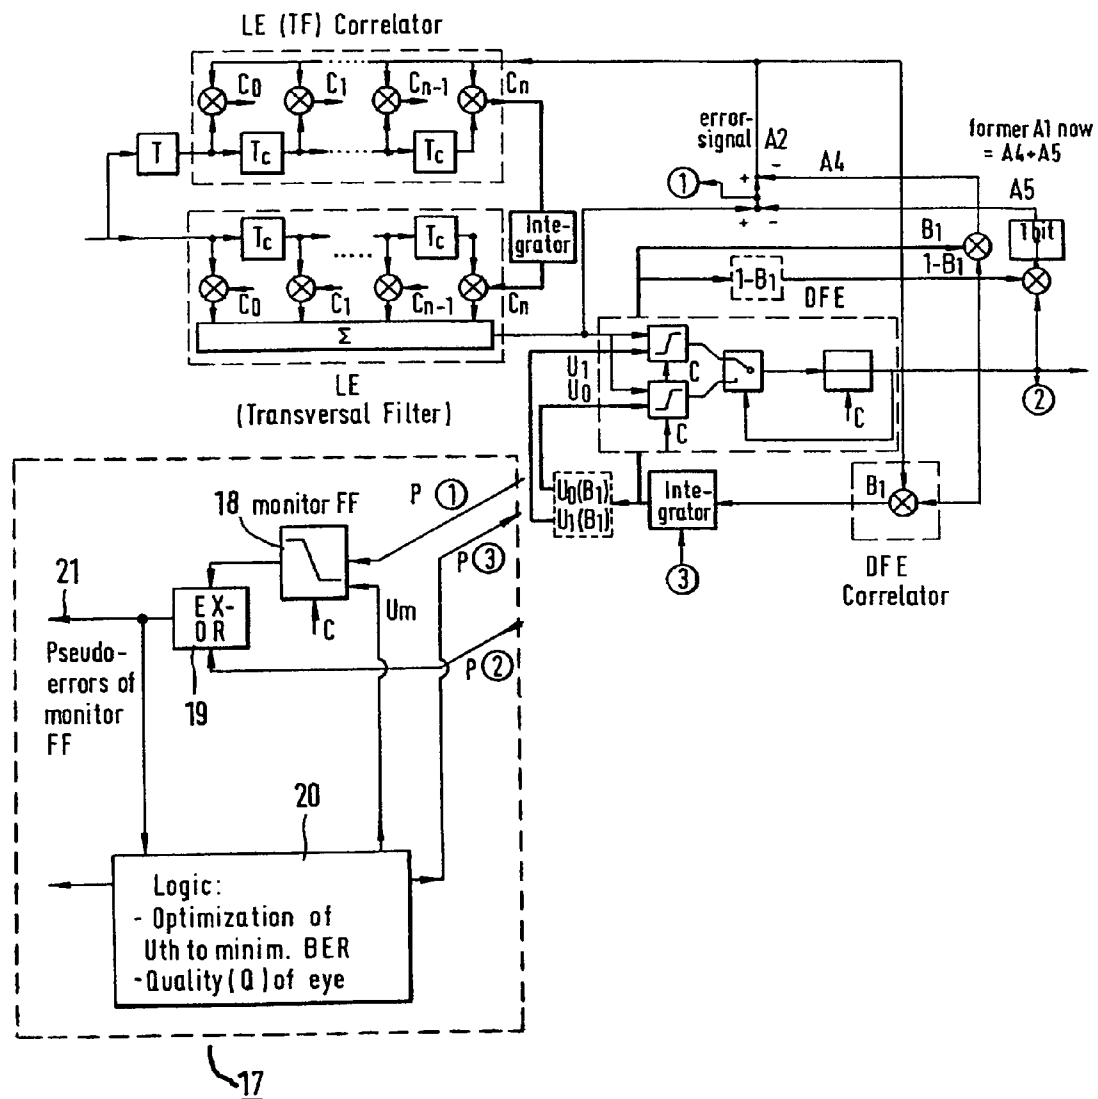 LE (TF) Correlator
C0 C1 Cn-1 Cn
T Tc Tc
error-
signal
A2
former A1 now
= A4+A5
A4
A5
1
+ -
+ -
Tc Tc
Inte-
grator
B1
1 bit
1-B1
1-B1
DFE
C0 C1 Cn-1 Cn
Σ
LE
(Transversal Filter)
U1
U0
C
C
C
2
U0(B1)
U1(B1)
Inte-
grator
B1
3
DFE
Correlator
P 1
18 monitor FF
P 3
21
EX-
OR
C
Um
P 2
19
Pseudo-
errors of
monitor
FF
20
Logic:
- Optimization of
Uth to minim. BER
- Quality (Q) of eye
17